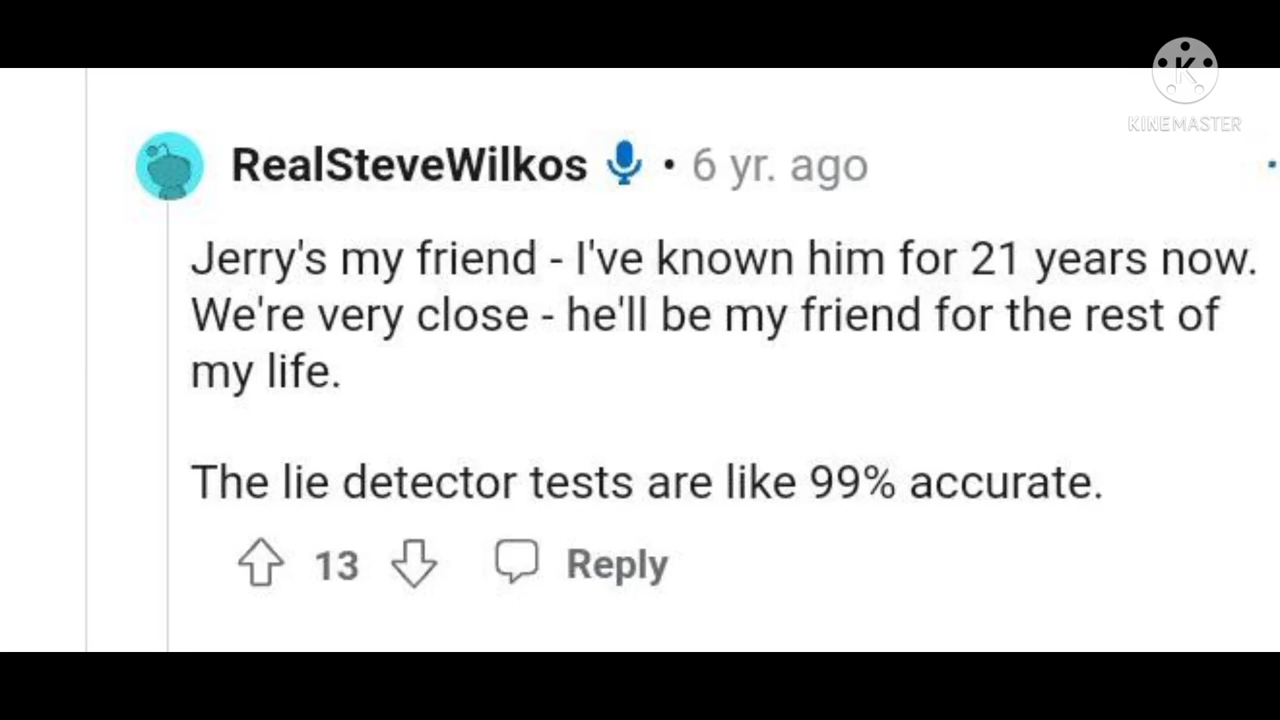 K
KINEMASTER
RealSteveWilkos • 6 yr. ago
Jerry's my friend - I've known him for 21 years now.
We're very close - he'll be my friend for the rest of
my life.
The lie detector tests are like 99% accurate.
13 Reply